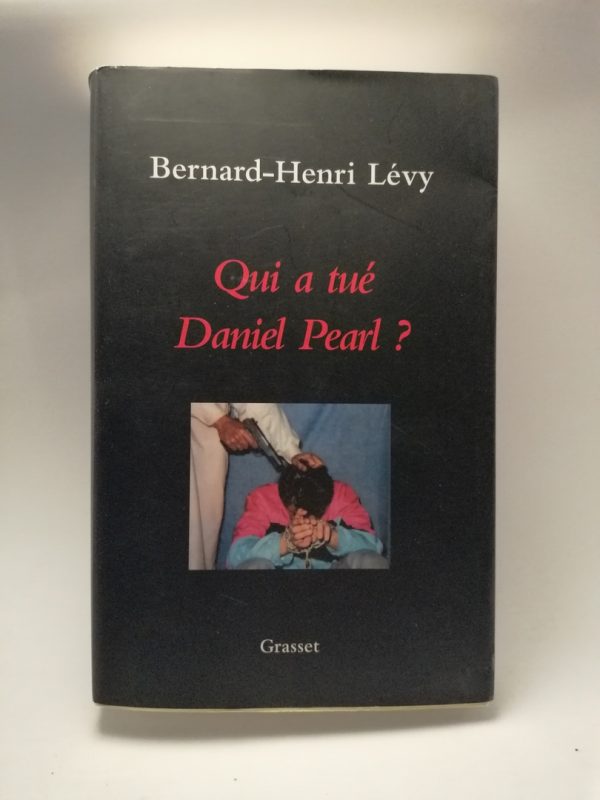 Bernard-Henri Lévy
Qui a tué
Daniel Pearl ?
Grasset